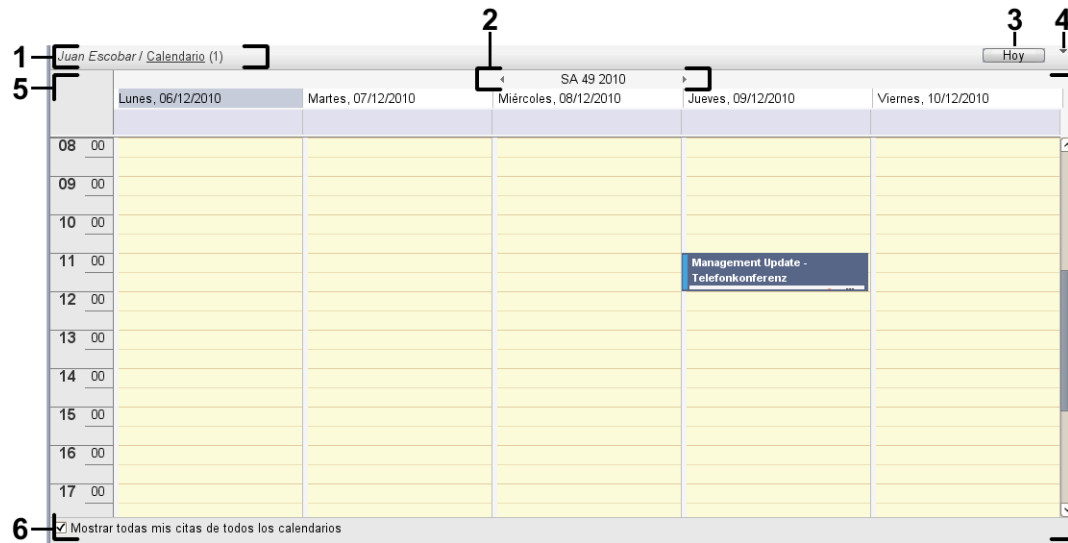 2 3 4
1 Juan Escobar / Calendario (1) Hoy
5 SA 49 2010
Lunes, 06/12/2010 Martes, 07/12/2010 Miércoles, 08/12/2010 Jueves, 09/12/2010 Viernes, 10/12/2010
08 00
09 00
10 00
11 00 Management Update -
Telefonkonferenz
12 00
13 00
14 00
15 00
16 00
17 00
6 Mostrar todas mis citas de todos los calendarios